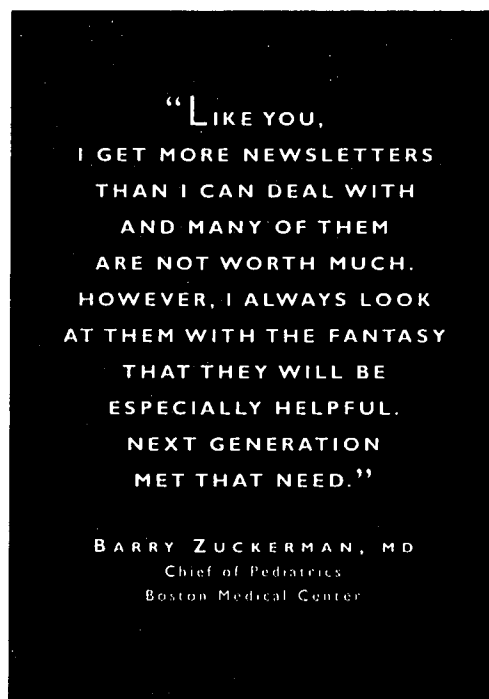 “LIKE YOU,
I GET MORE NEWSLETTERS
THAN I CAN DEAL WITH
AND MANY OF THEM
ARE NOT WORTH MUCH.
HOWEVER, I ALWAYS LOOK
AT THEM WITH THE FANTASY
THAT THEY WILL BE
ESPECIALLY HELPFUL.
NEXT GENERATION
MET THAT NEED.”
BARRY ZUCKERMAN, MD
Chief of Pediatrics
Boston Medical Center